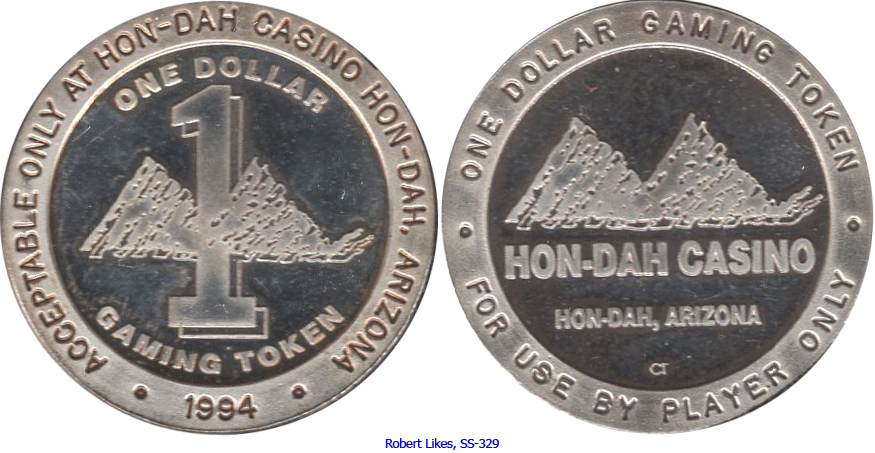 ACCEPTABLE ONLY AT HON-DAH CASINO HON-DAH, ARIZONA
ONE DOLLAR
1
GAMING TOKEN
• 1994 •
ONE DOLLAR GAMING TOKEN
HON-DAH CASINO
HON-DAH, ARIZONA
CT
• FOR USE BY PLAYER ONLY •
Robert Likes, SS-329